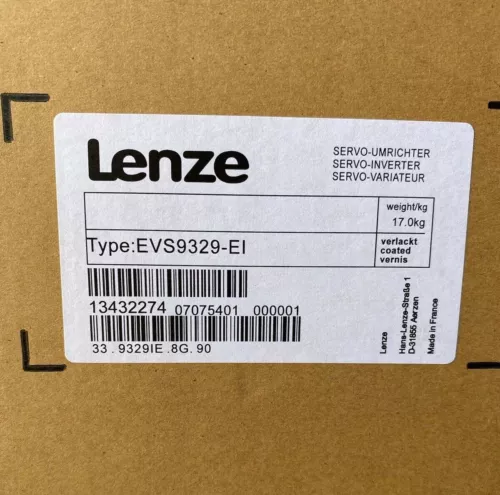 Lenze
SERVO-UMRICHTER
SERVO-INVERTER
SERVO-VARIATEUR
weight/kg
17.0kg
Type:EVS9329-EI
verlackt
coated
vernis
13432274 07075401 000001
33 . 9329IE .8G. 90
Lenze
Hans-Lenze-Straße 1
D-31855 Aerzen
Made in France